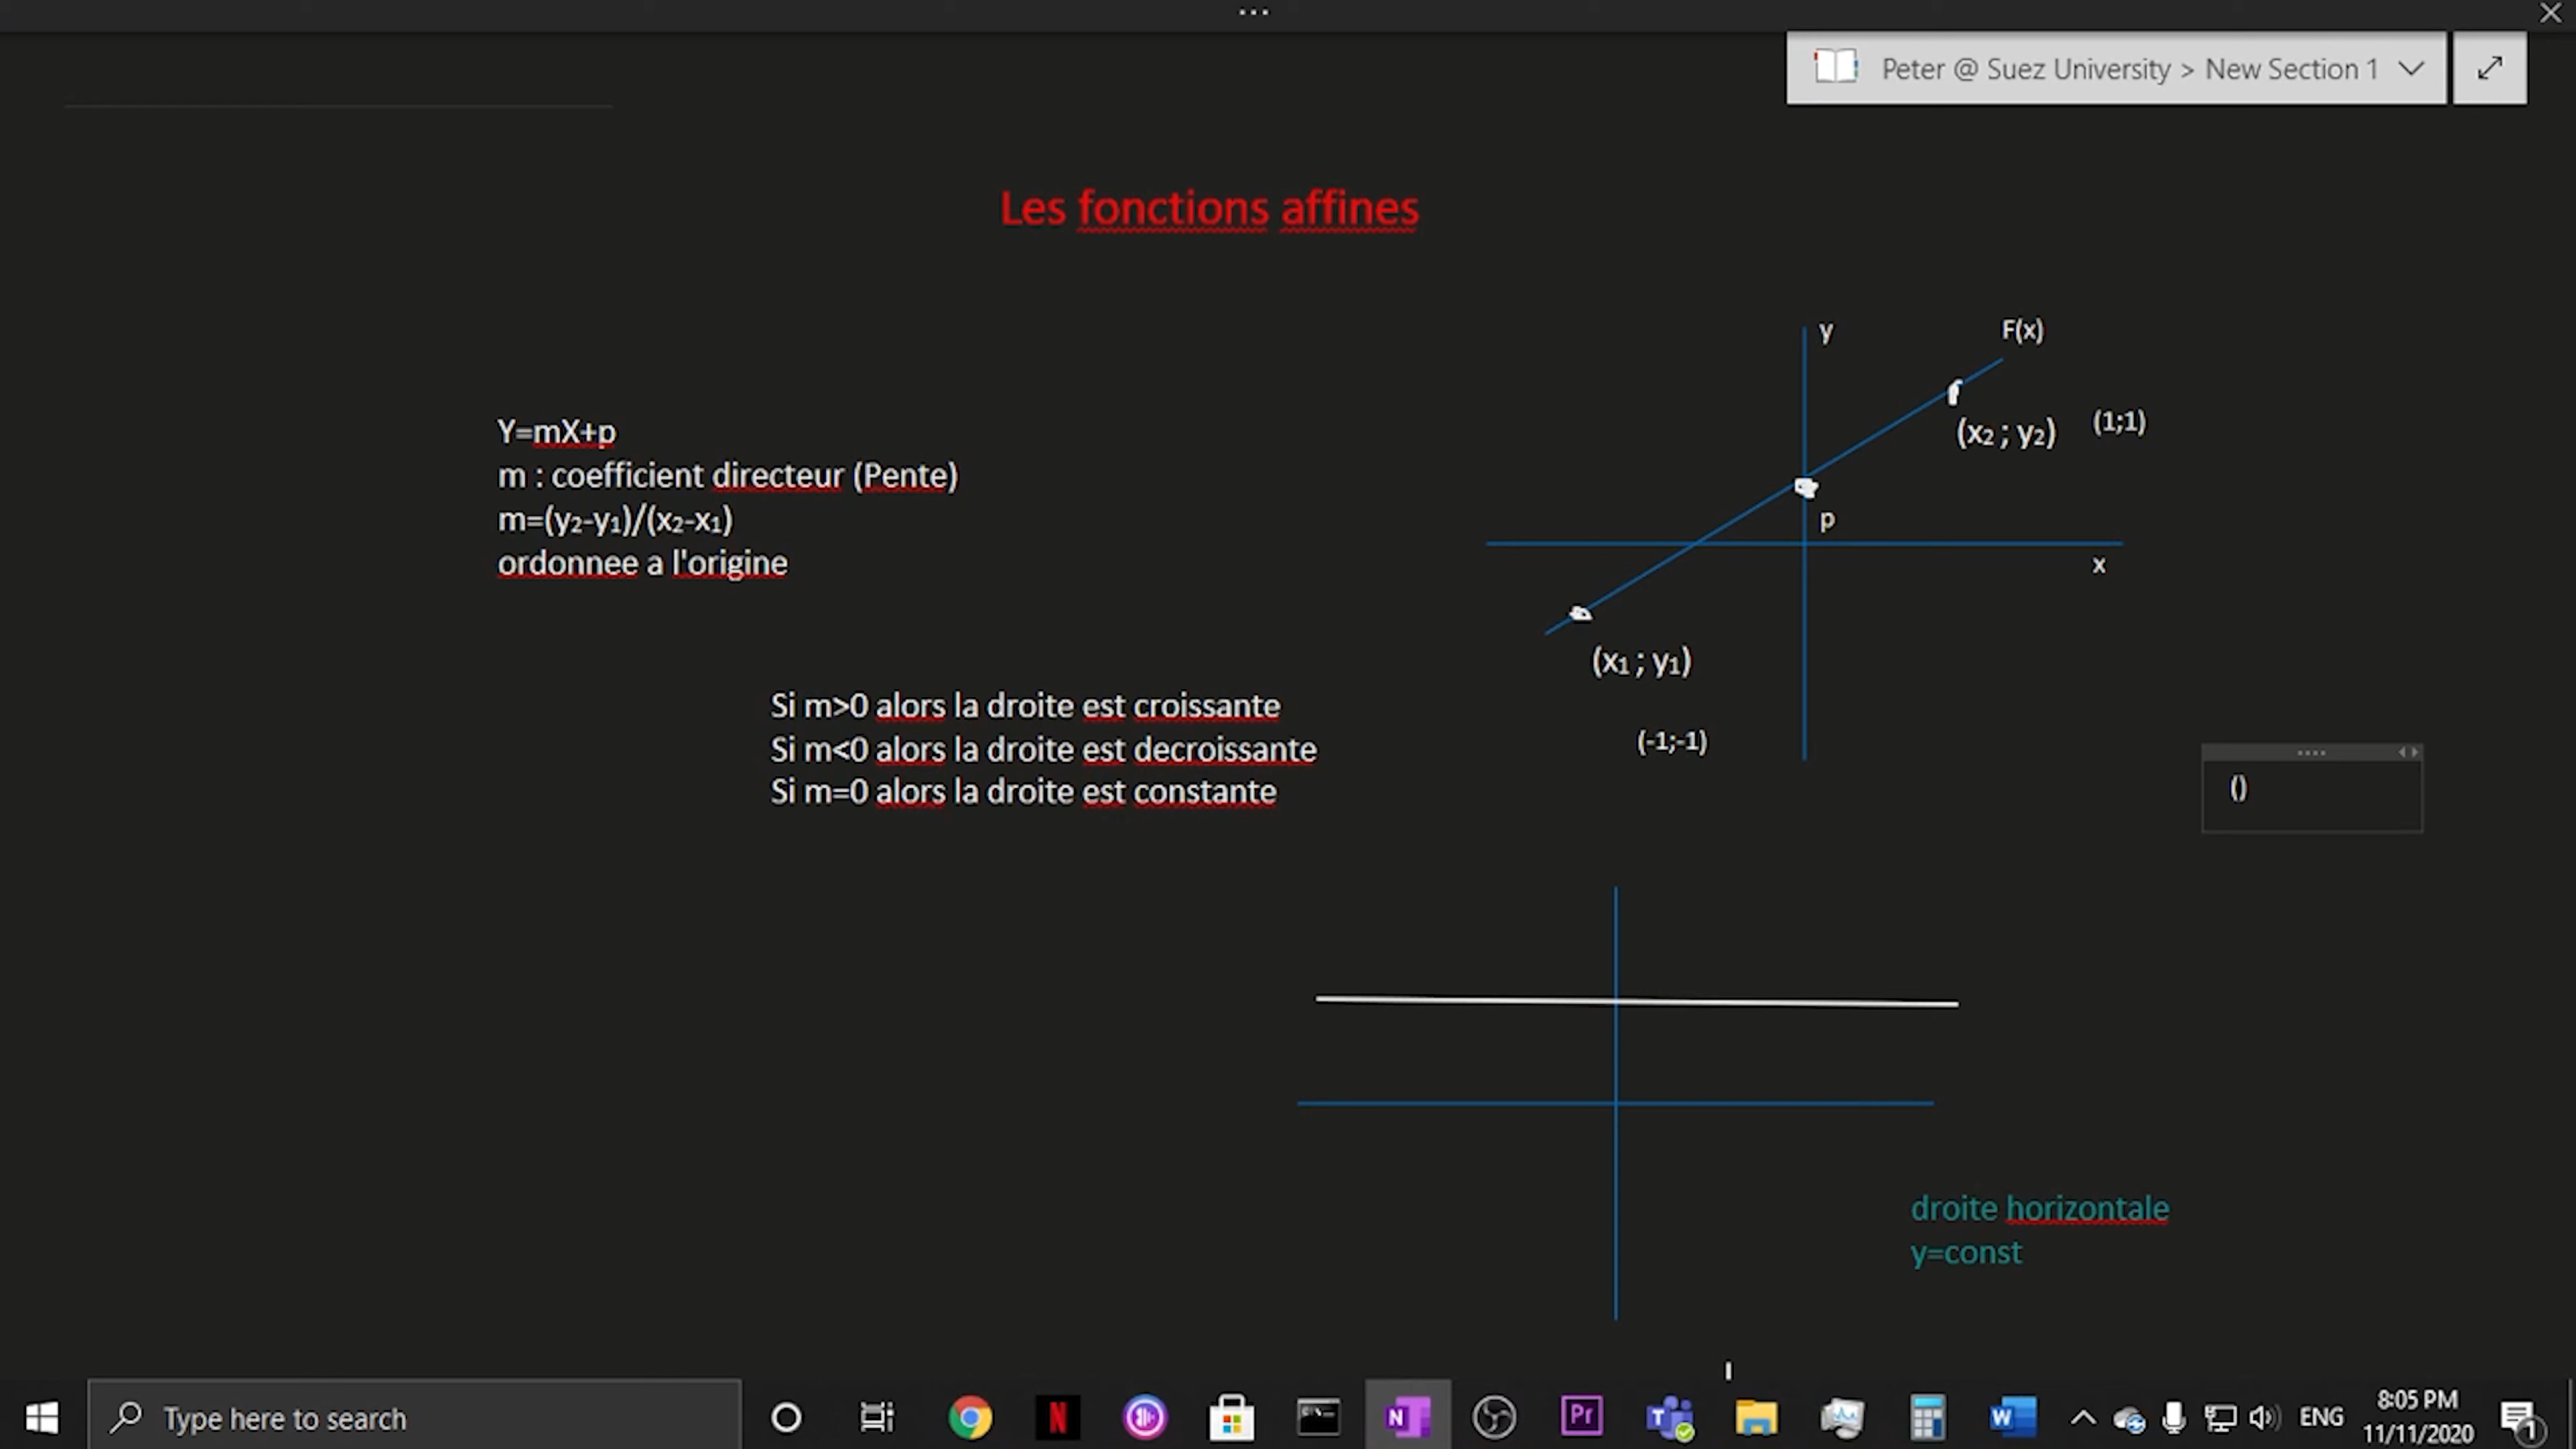 Peter @ Suez University > New Section 1
Les fonctions affines
Y=mX+p
m : coefficient directeur (Pente)
m=(y₂-y₁)/(x₂-x₁)
ordonnee a l'origine
y
F(x)
(x₂ ; y₂)
(1;1)
p
x
(x₁ ; y₁)
(-1;-1)
Si m>0 alors la droite est croissante
Si m<0 alors la droite est decroissante
Si m=0 alors la droite est constante
()
droite horizontale
y=const
Type here to search
N
N
Pr
T
W
ENG
8:05 PM
11/11/2020
1